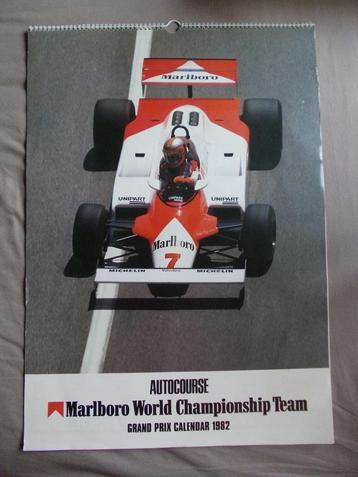 Marlboro
UNIPART
UNIPART
Marlboro
7
MICHELIN
MICHELIN
AUTOCOURSE
Marlboro World Championship Team
GRAND PRIX CALENDAR 1982